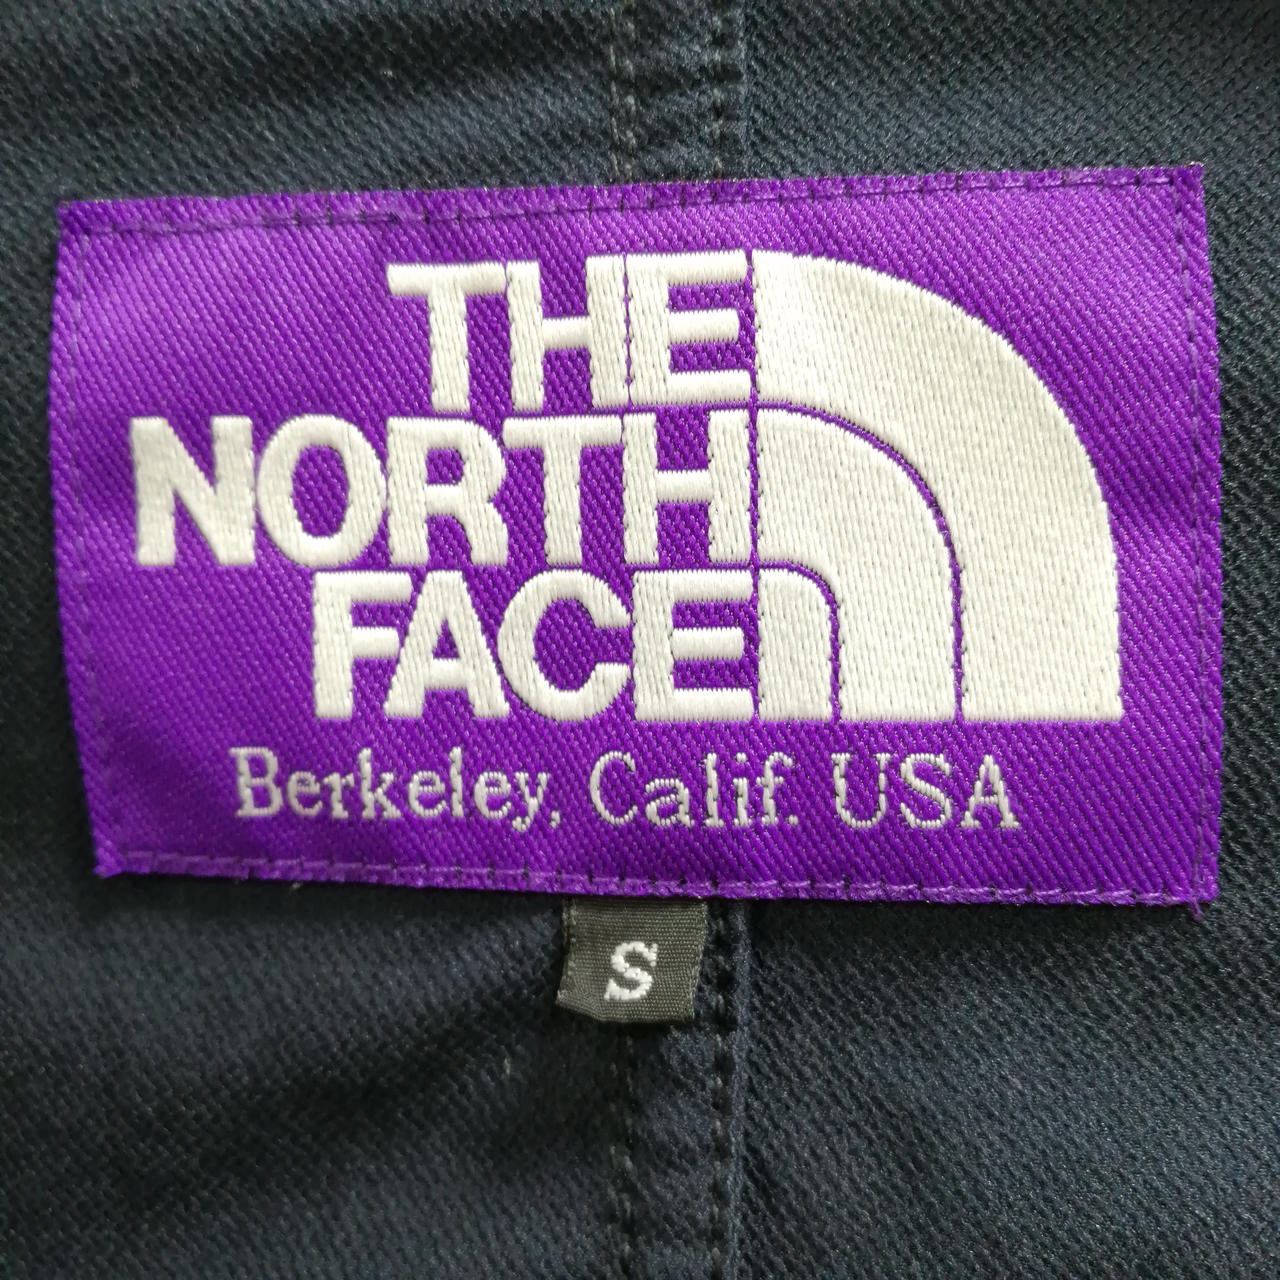 THE
NORTH
FACE
Berkeley, Calif. USA
S